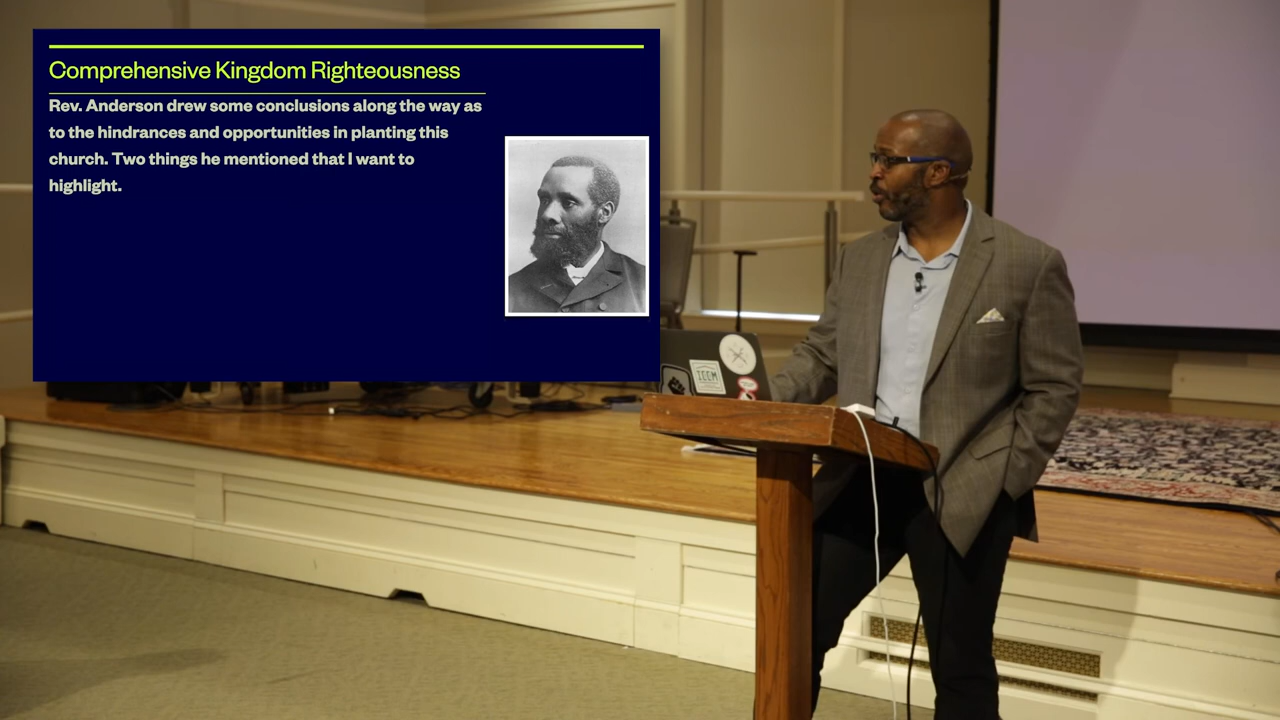 Comprehensive Kingdom Righteousness
Rev. Anderson drew some conclusions along the way as
to the hindrances and opportunities in planting this
church. Two things he mentioned that I want to
highlight.